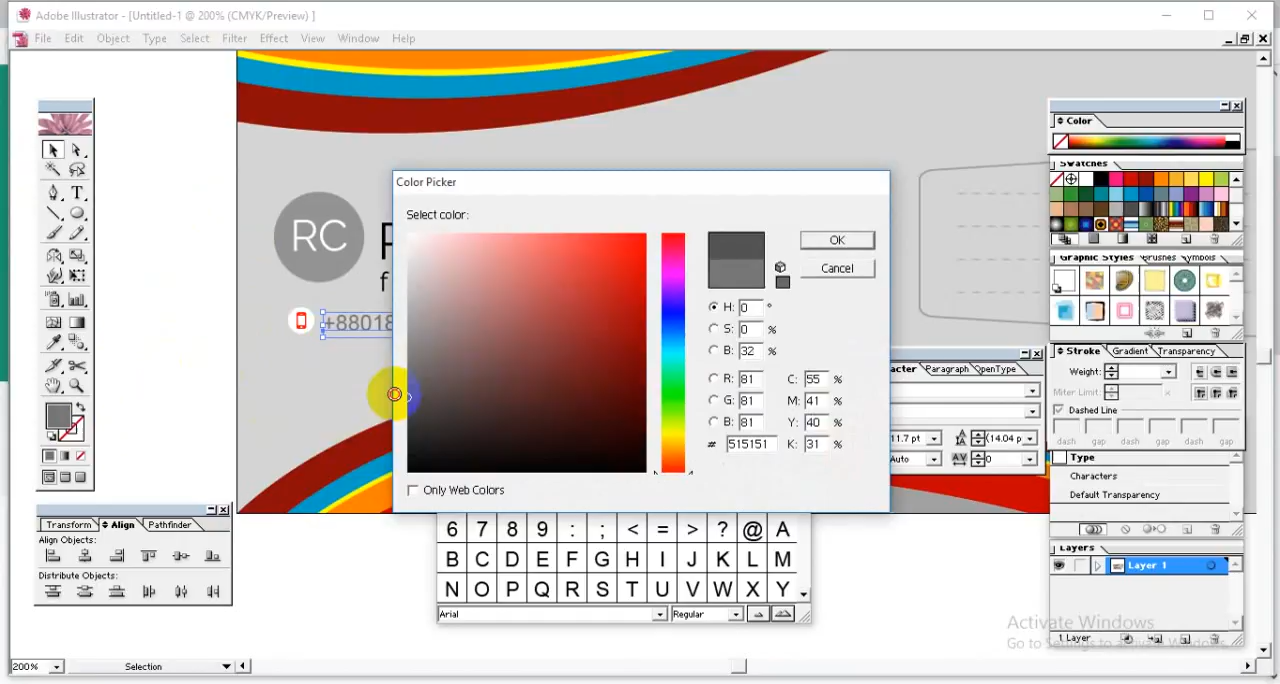 Adobe Illustrator - [Untitled-1 @ 200% (CMYK/Preview) ]
File Edit Object Type Select Filter Effect View Window Help
Color
Swatches
RC
Graphic Styles Brushes Symbols
+88018
Color Picker
Select color:
OK
Cancel
H: 0 °
S: 0 %
B: 32 %
R: 81 C: 55 %
G: 81 M: 41 %
B: 81 Y: 40 %
# 515151 K: 31 %
Only Web Colors
Paragraph OpenType
11.7 pt (14.04 p
Auto 0
Stroke Gradient Transparency
Weight:
Miter Limit: x
Dashed Line
dash gap dash gap dash gap
Type
Characters
Default Transparency
Layers
Layer 1
1 Layer
Transform Align Pathfinder
Align Objects:
Distribute Objects:
6 7 8 9 : ; < = > ? @ A
B C D E F G H I J K L M
N O P Q R S T U V W X Y
Arial Regular
Activate Windows
Go to Settings to activate Windows.
200% Selection